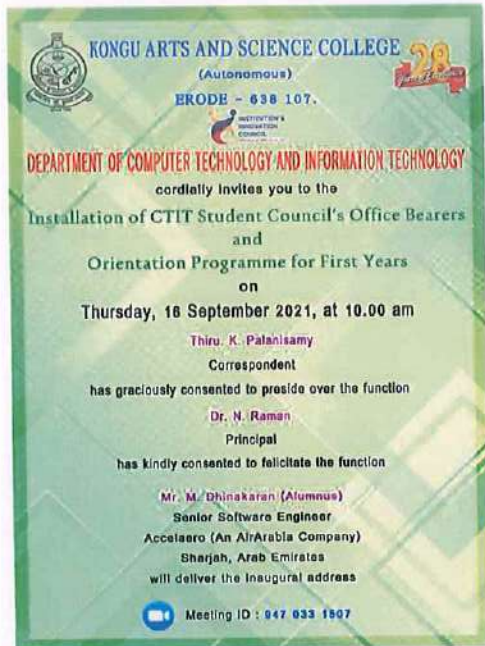 KONGU ARTS AND SCIENCE COLLEGE
28
(Autonomous)
ERODE - 638 107.
INSTITUTION'S
INNOVATION
COUNCIL
DEPARTMENT OF COMPUTER TECHNOLOGY AND INFORMATION TECHNOLOGY
cordially invites you to the
Installation of CTIT Student Council's Office Bearers
and
Orientation Programme for First Years
on
Thursday, 16 September 2021, at 10.00 am
Thiru. K. Palanisamy
Correspondent
has graciously consented to preside over the function
Dr. N. Raman
Principal
has kindly consented to felicitate the function
Mr. M. Dhinakaran (Alumnus)
Senior Software Engineer
Accelaero (An AirArabia Company)
Sharjah, Arab Emirates
will deliver the inaugural address
Meeting ID : 947 033 1507